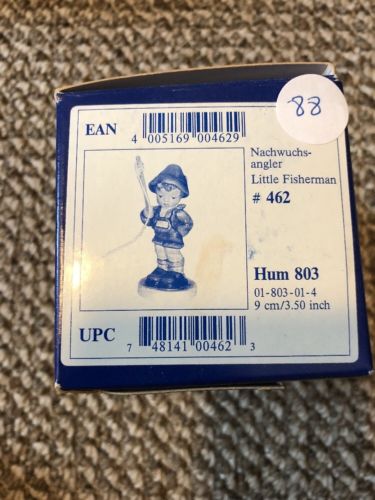 88
EAN
4 005169 004629
Nachwuchs-
angler
Little Fisherman
# 462
Hum 803
01-803-01-4
9 cm/3.50 inch
UPC
7 48141 00462 3